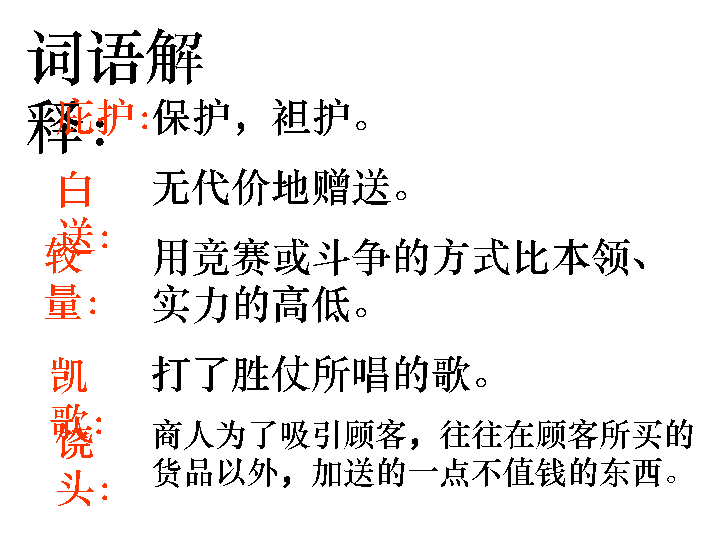 词语解
释：
庇护：保护，袒护。
白
送：
无代价地赠送。
较
量：
用竞赛或斗争的方式比本领、
实力的高低。
凯
歌：
打了胜仗所唱的歌。
饶
头：
商人为了吸引顾客，往往在顾客所买的
货品以外，加送的一点不值钱的东西。